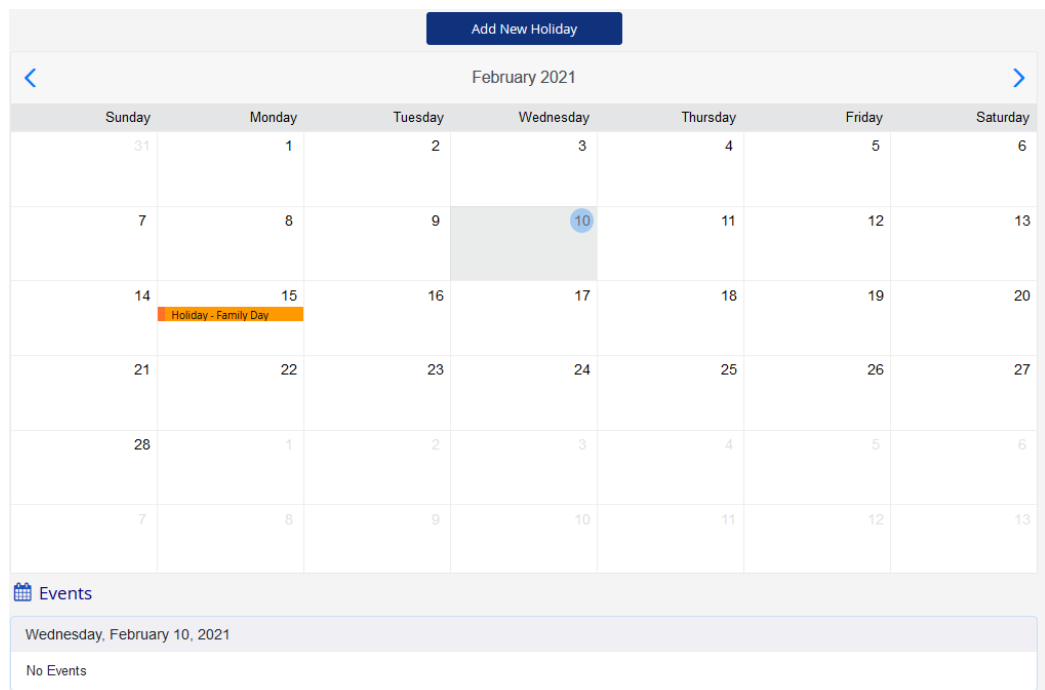 Add New Holiday
February 2021
Sunday Monday Tuesday Wednesday Thursday Friday Saturday
31 1 2 3 4 5 6
7 8 9 10 11 12 13
14 15 16 17 18 19 20
Holiday - Family Day
21 22 23 24 25 26 27
28 1 2 3 4 5 6
7 8 9 10 11 12 13
Events
Wednesday, February 10, 2021
No Events